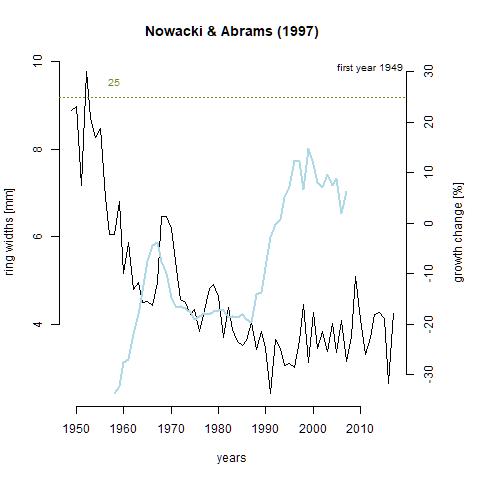 Nowacki & Abrams (1997)
first year 1949
25
ring widths [mm]
10
8
6
4
growth change [%]
30
20
10
0
-10
-20
-30
1950 1960 1970 1980 1990 2000 2010
years